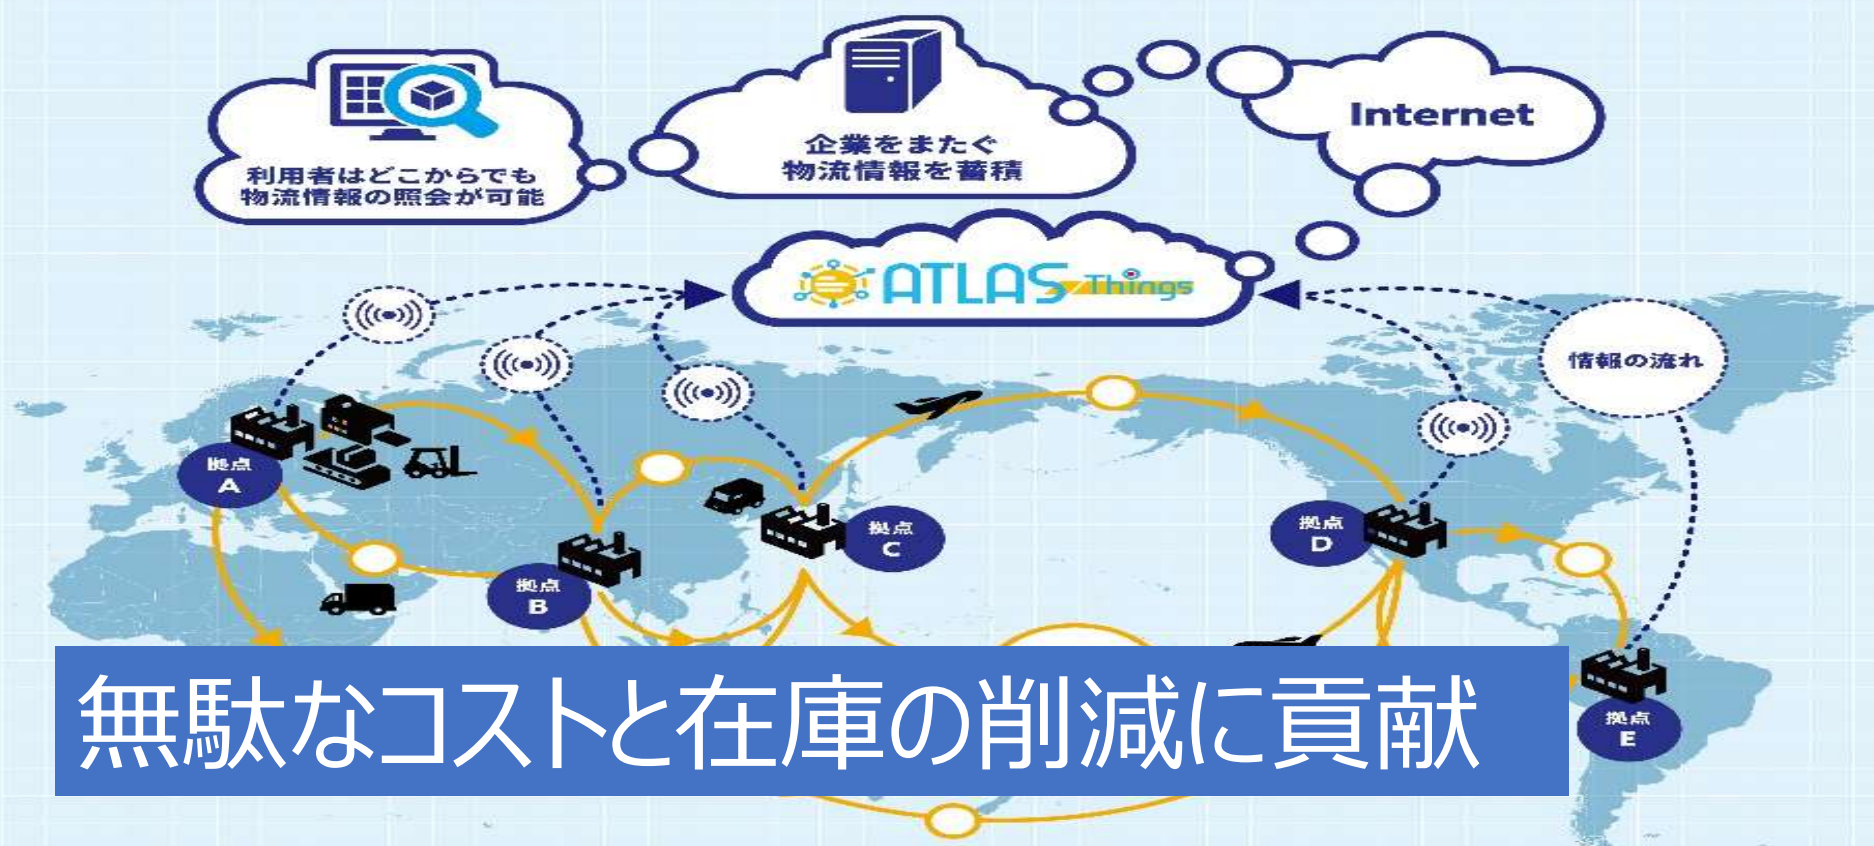 Internet
企業をまたぐ
物流情報を蓄積
利用者はどこからでも
物流情報の照会が可能
ATLAS Things
情報の流れ
拠点
A
拠点
B
拠点
C
拠点
D
拠点
E
無駄なコストと在庫の削減に貢献